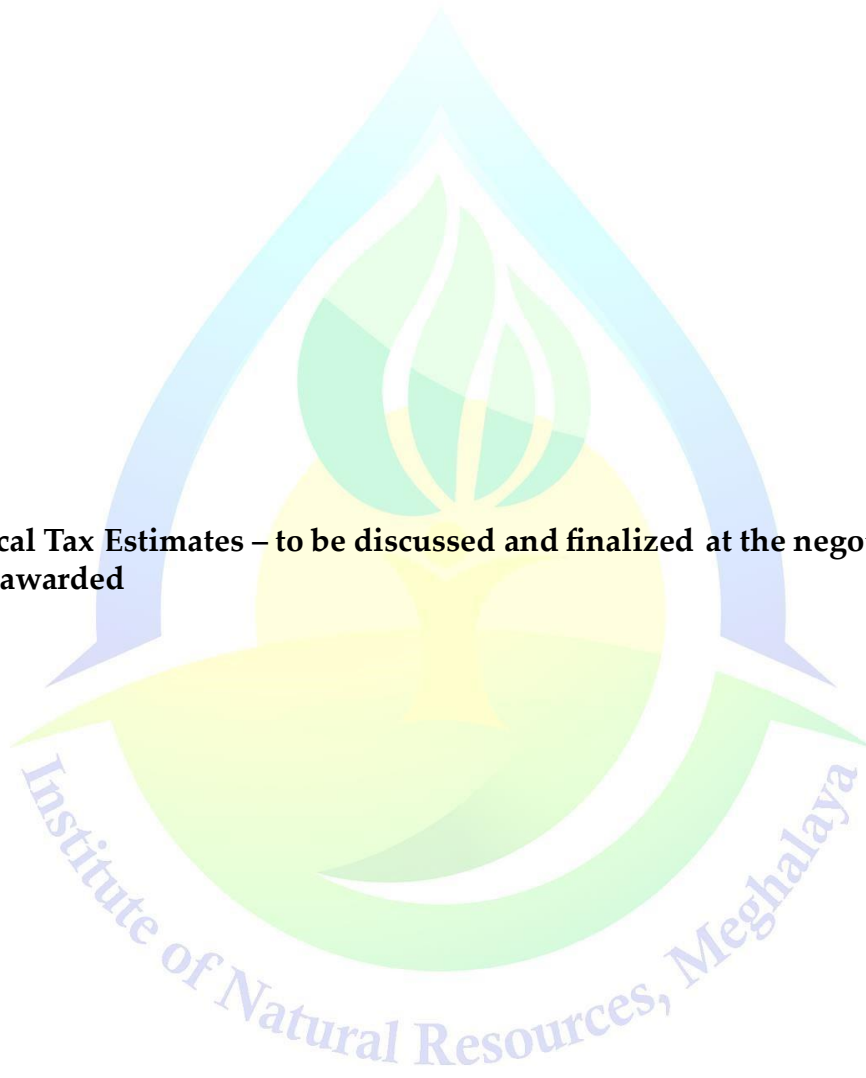 cal Tax Estimates – to be discussed and finalized at the nego
awarded
Institute of Natural Resources, Meghalaya